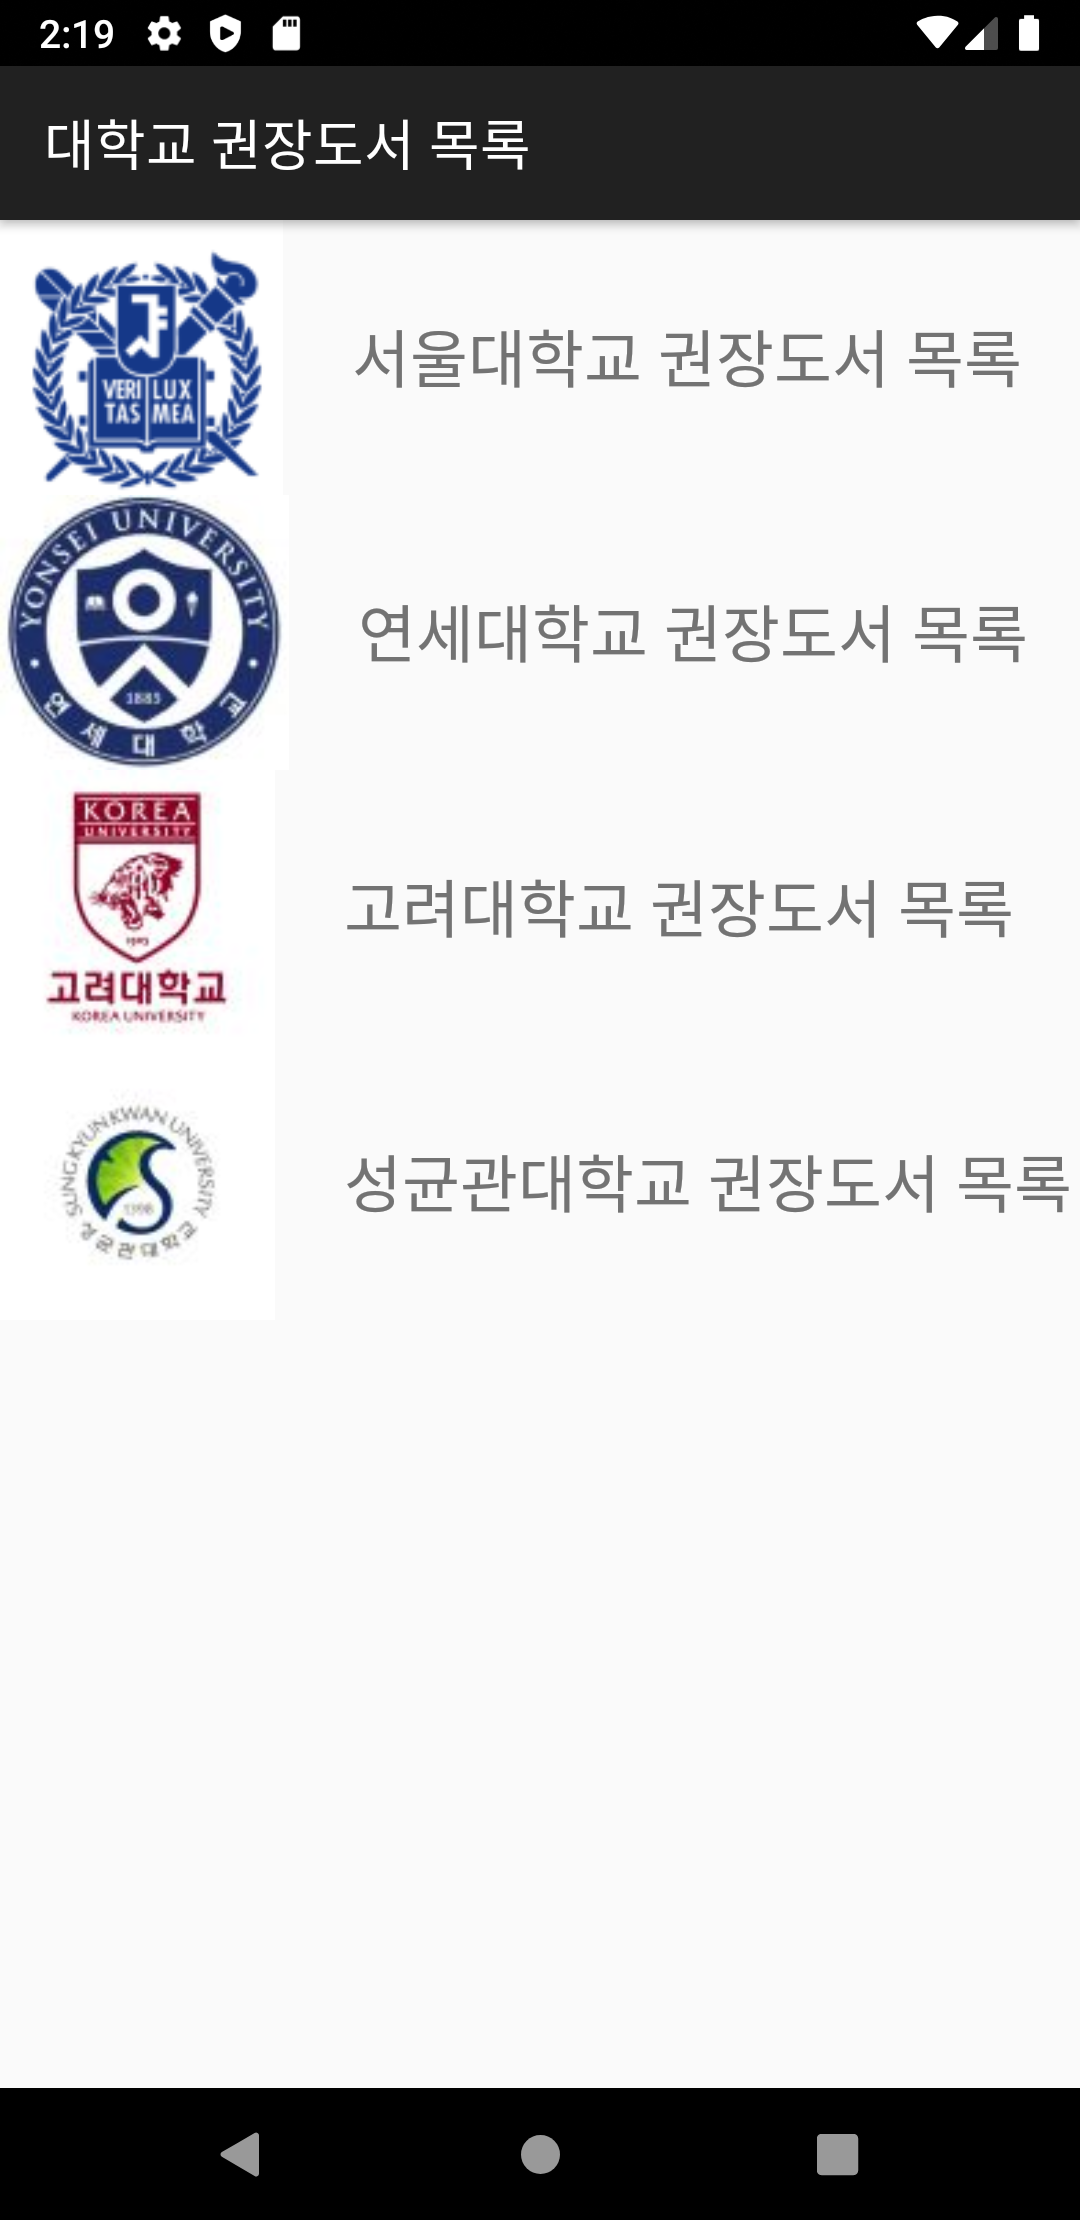 2:19
대학교 권장도서 목록
VERI LUX
TAS MEA
서울대학교 권장도서 목록
YONSEI UNIVERSITY
1885
연세대학교
연세대학교 권장도서 목록
KOREA
UNIVERSITY
1905
고려대학교
KOREA UNIVERSITY
고려대학교 권장도서 목록
SUNGKYUNKWAN UNIVERSITY
1398
성균관대학교
성균관대학교 권장도서 목록